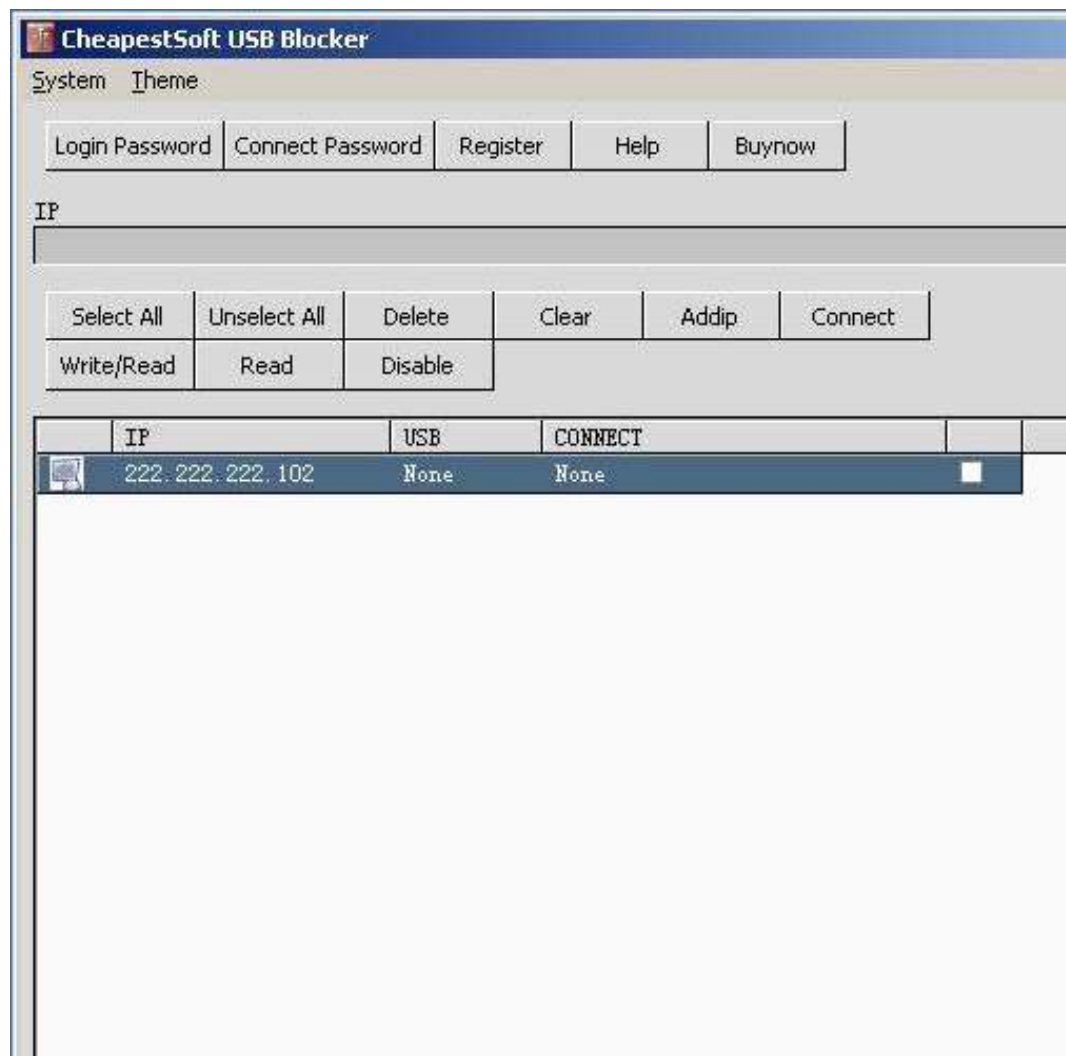 CheapestSoft USB Blocker
System Theme
Login Password Connect Password Register Help Buynow
IP
Select All Unselect All Delete Clear Addip Connect
Write/Read Read Disable
IP USB CONNECT
222.222.222.102 None None